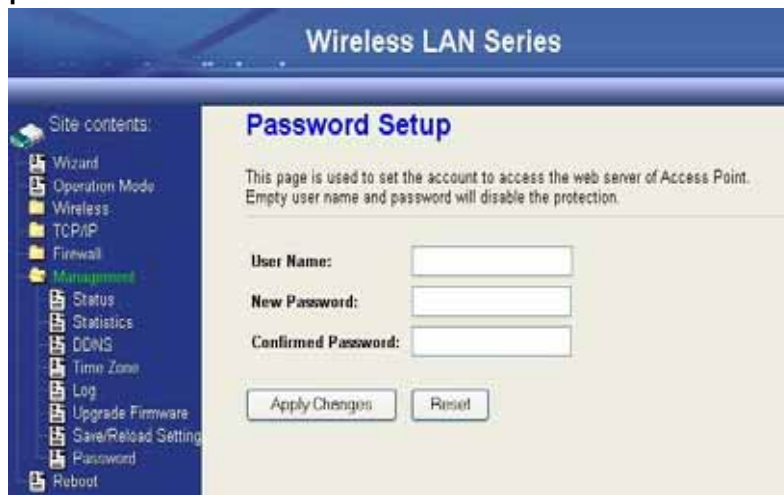 Wireless LAN Series
Site contents:
Wizard
Operation Mode
Wireless
TCP/IP
Firewall
Management
Status
Statistics
DDNS
Time Zone
Log
Upgrade Firmware
Save/Reload Setting
Password
Reboot
Password Setup
This page is used to set the account to access the web server of Access Point.
Empty user name and password will disable the protection.
User Name:
New Password:
Confirmed Password:
Apply Changes
Reset